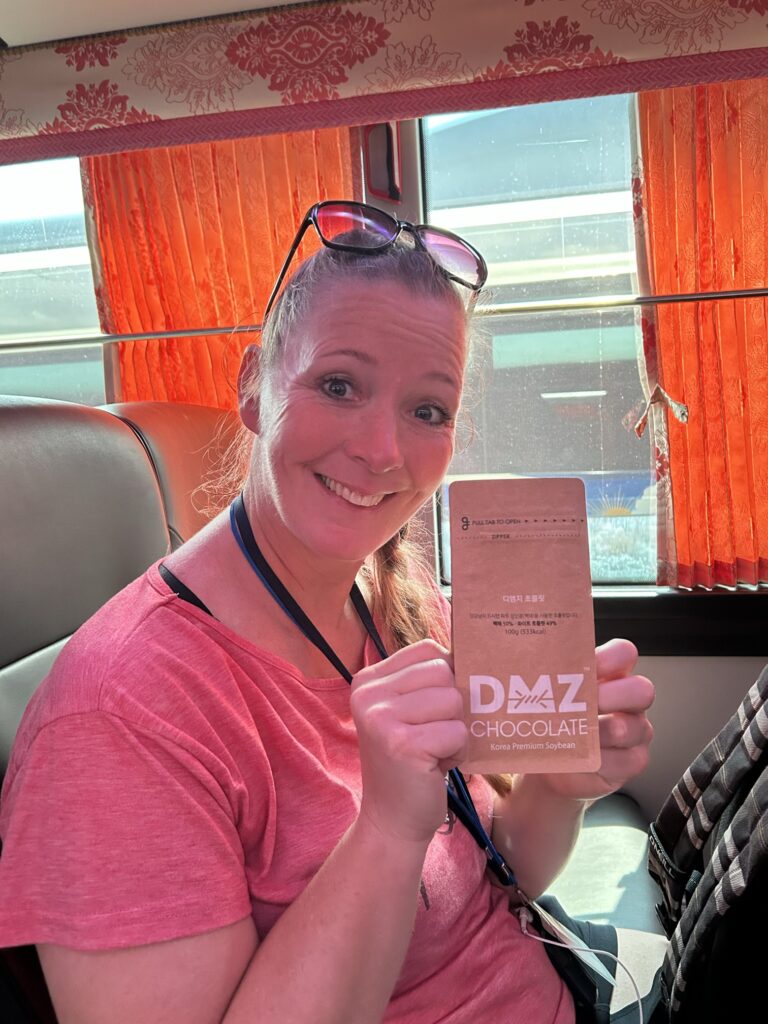 PULL TAB TO OPEN
ZIPPER
디엠지 초콜릿
100g (533kcal)
DMZ
CHOCOLATE
Korea Premium Soybean